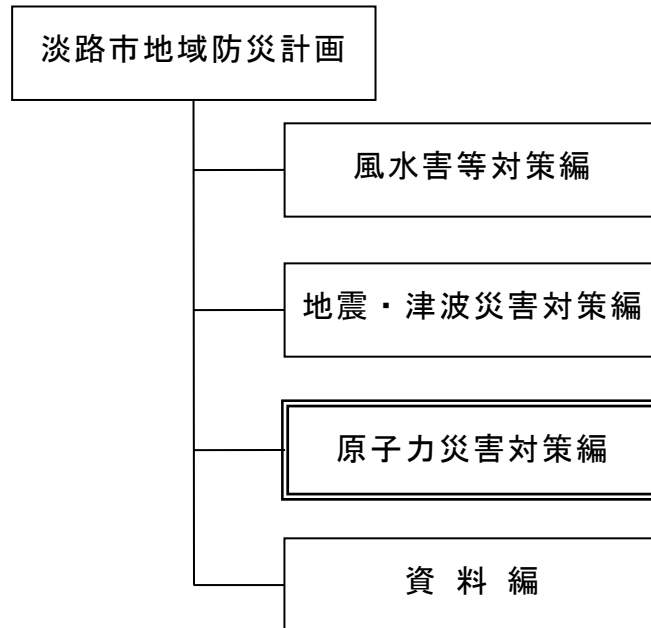 淡路市地域防災計画
風水害等対策編
地震・津波災害対策編
原子力災害対策編
資料編